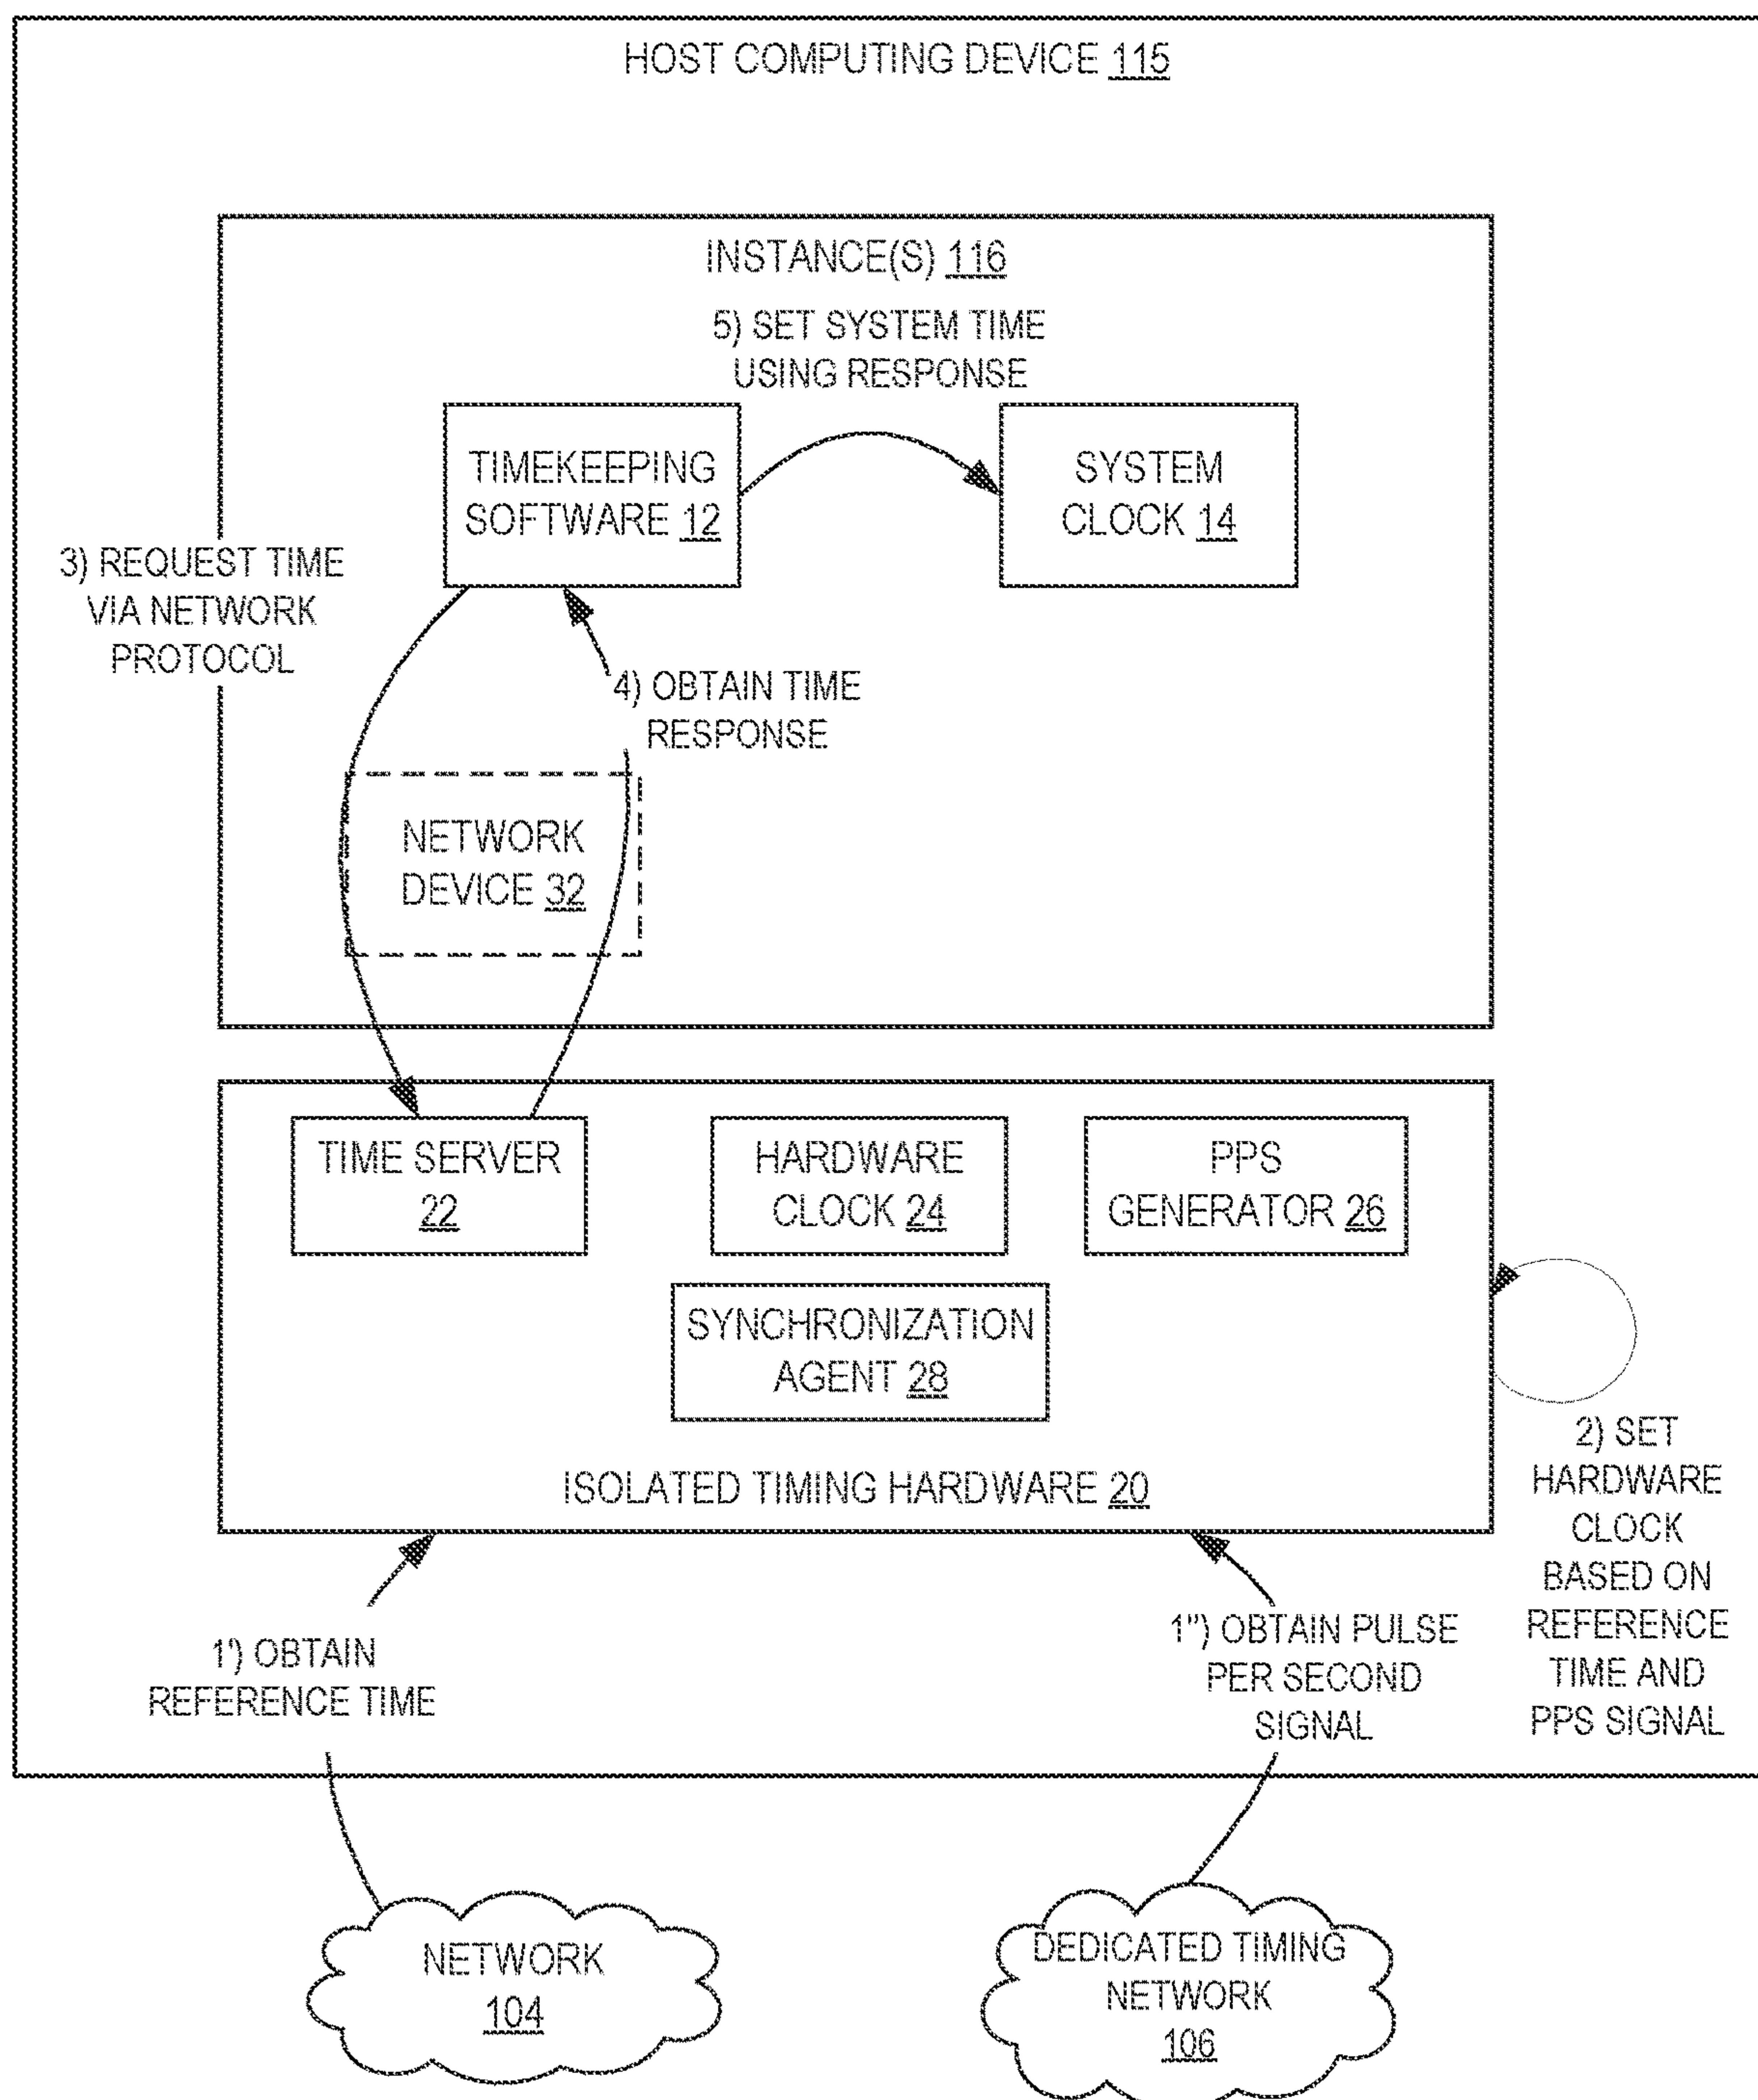 HOST COMPUTING DEVICE 115
INSTANCE(S) 116
5) SET SYSTEM TIME
USING RESPONSE
TIMEKEEPING
SOFTWARE 12
SYSTEM
CLOCK 14
3) REQUEST TIME
VIA NETWORK
PROTOCOL
4) OBTAIN TIME
RESPONSE
NETWORK
DEVICE 32
TIME SERVER
22
HARDWARE
CLOCK 24
PPS
GENERATOR 26
SYNCHRONIZATION
AGENT 28
ISOLATED TIMING HARDWARE 20
2) SET
HARDWARE
CLOCK
BASED ON
REFERENCE
TIME AND
PPS SIGNAL
1') OBTAIN
REFERENCE TIME
1") OBTAIN PULSE
PER SECOND
SIGNAL
NETWORK
104
DEDICATED TIMING
NETWORK
106